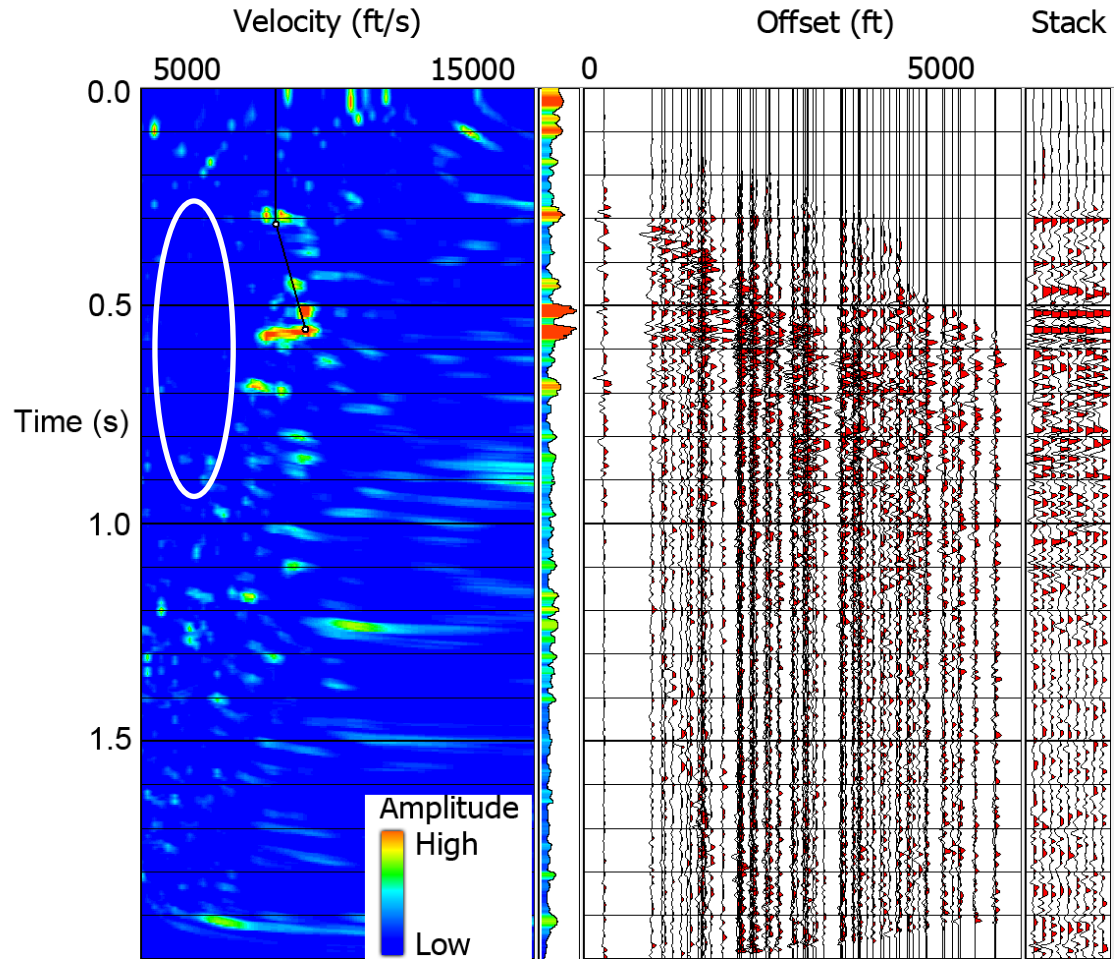 Velocity (ft/s) Offset (ft) Stack
5000 15000 0 5000
0.0
0.5
Time (s)
1.0
1.5
Amplitude
High
Low